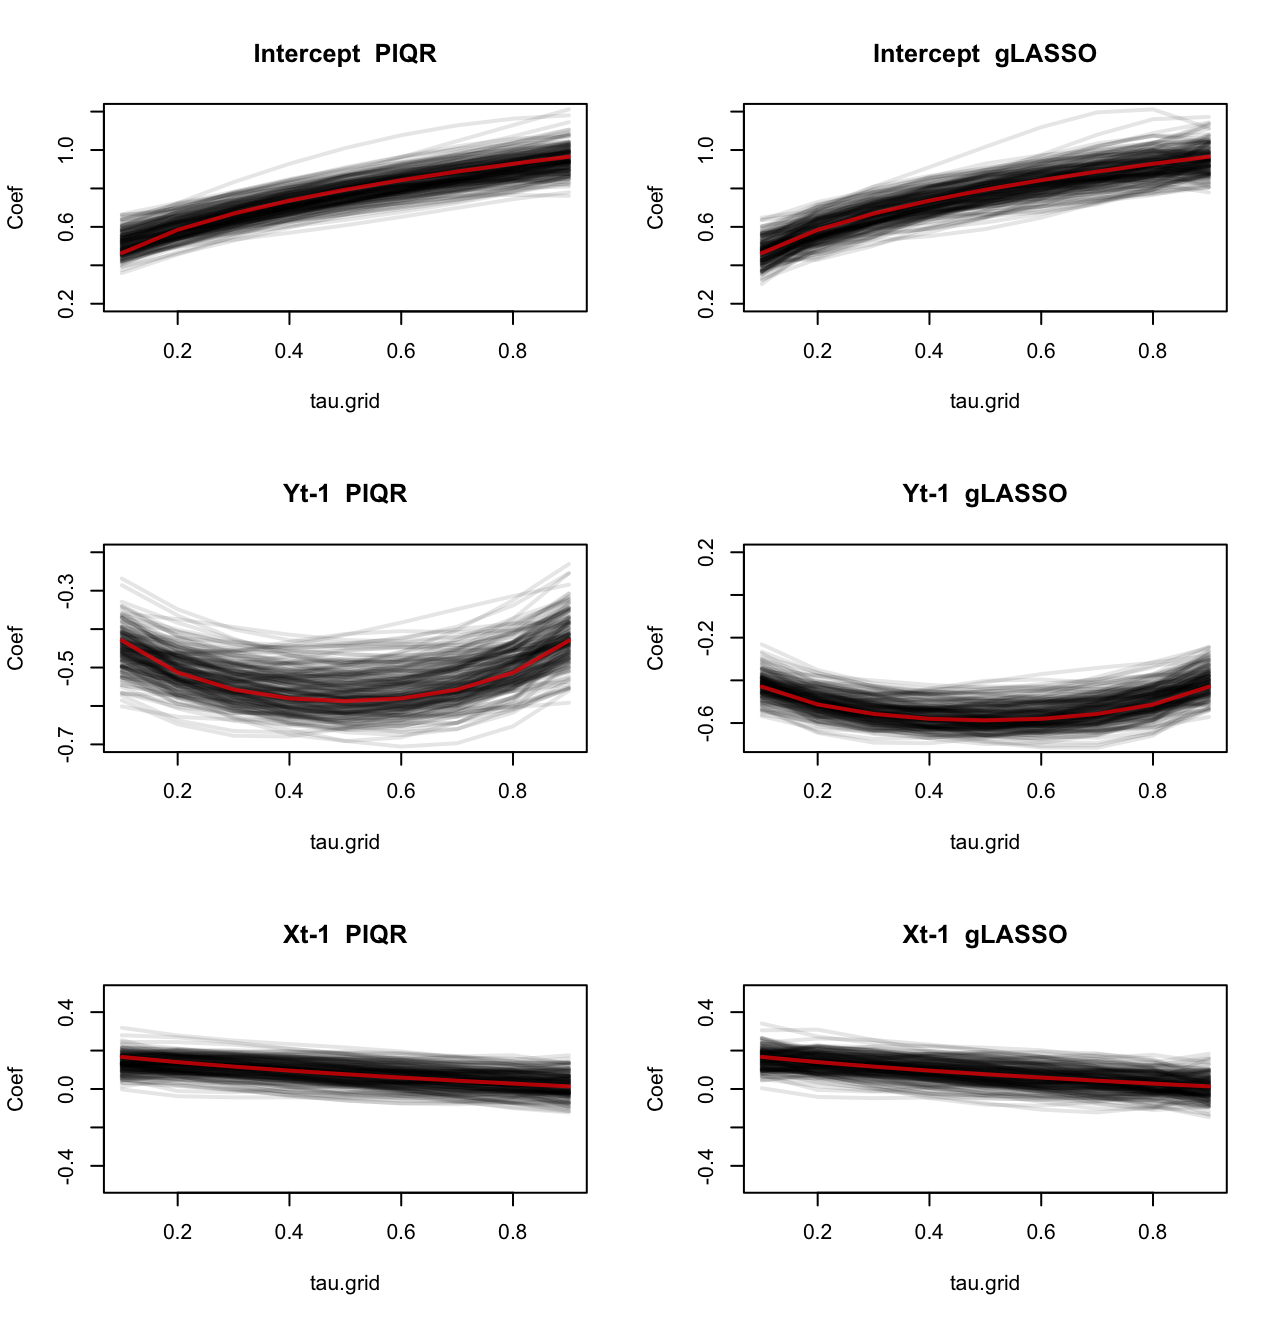 Intercept  PIQR
Coef
0.2 0.6 1.0
0.2 0.4 0.6 0.8
tau.grid
Intercept  gLASSO
Coef
0.2 0.6 1.0
0.2 0.4 0.6 0.8
tau.grid
Yt-1  PIQR
Coef
-0.7 -0.5 -0.3
0.2 0.4 0.6 0.8
tau.grid
Yt-1  gLASSO
Coef
-0.6 -0.2 0.2
0.2 0.4 0.6 0.8
tau.grid
Xt-1  PIQR
Coef
-0.4 0.0 0.4
0.2 0.4 0.6 0.8
tau.grid
Xt-1  gLASSO
Coef
-0.4 0.0 0.4
0.2 0.4 0.6 0.8
tau.grid